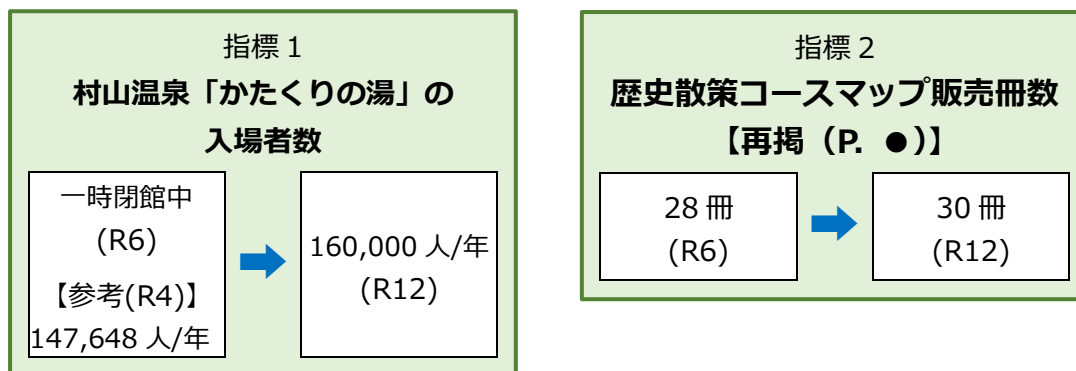 指標1
村山温泉「かたくりの湯」の
入場者数
一時閉館中
(R6)
【参考(R4)】
147,648 人/年
160,000 人/年
(R12)
指標2
歴史散策コースマップ販売冊数
【再掲（P. ●）】
28 冊
(R6)
30 冊
(R12)